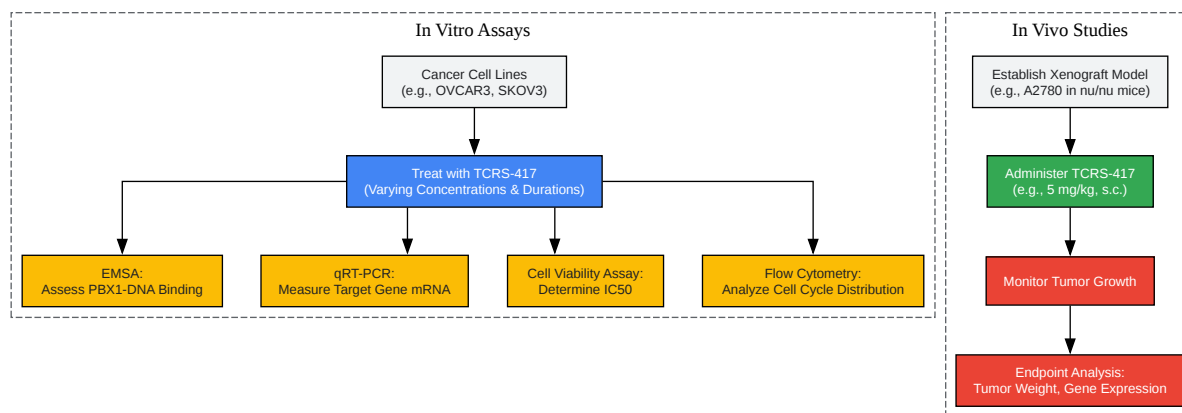 In Vitro Assays
Cancer Cell Lines
(e.g., OVCAR3, SKOV3)
Treat with TCRS-417
(Varying Concentrations & Durations)
EMSA:
Assess PBX1-DNA Binding
qRT-PCR:
Measure Target Gene mRNA
Cell Viability Assay:
Determine IC50
Flow Cytometry:
Analyze Cell Cycle Distribution
In Vivo Studies
Establish Xenograft Model
(e.g., A2780 in nu/nu mice)
Administer TCRS-417
(e.g., 5 mg/kg, s.c.)
Monitor Tumor Growth
Endpoint Analysis:
Tumor Weight, Gene Expression